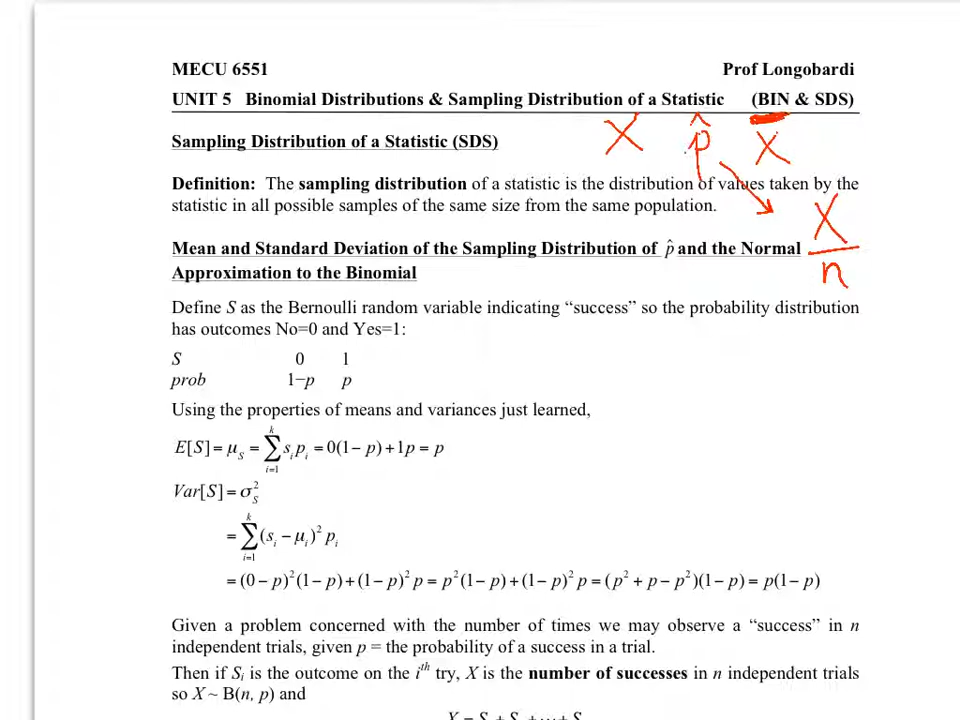 MECU 6551 Prof Longobardi
UNIT 5 Binomial Distributions & Sampling Distribution of a Statistic (BIN & SDS)
X p̂ X
Sampling Distribution of a Statistic (SDS)
Definition: The sampling distribution of a statistic is the distribution of values taken by the
statistic in all possible samples of the same size from the same population.
X
n
Mean and Standard Deviation of the Sampling Distribution of p̂ and the Normal
Approximation to the Binomial
Define S as the Bernoulli random variable indicating “success” so the probability distribution
has outcomes No=0 and Yes=1:
S 0 1
prob 1−p p
Using the properties of means and variances just learned,
E[S] = μ_S = ∑_{i=1}^{k} s_i p_i = 0(1− p)+1p = p
Var[S] = σ_S^2
= ∑_{i=1}^{k} (s_i − μ_i)^2 p_i
= (0− p)^2 (1− p)+(1− p)^2 p = p^2 (1− p)+(1− p)^2 p = (p^2 + p− p^2)(1− p) = p(1− p)
Given a problem concerned with the number of times we may observe a “success” in n
independent trials, given p = the probability of a success in a trial.
Then if S_i is the outcome on the i^th try, X is the number of successes in n independent trials
so X ~ B(n, p) and
X = S + S + ⋯ + S